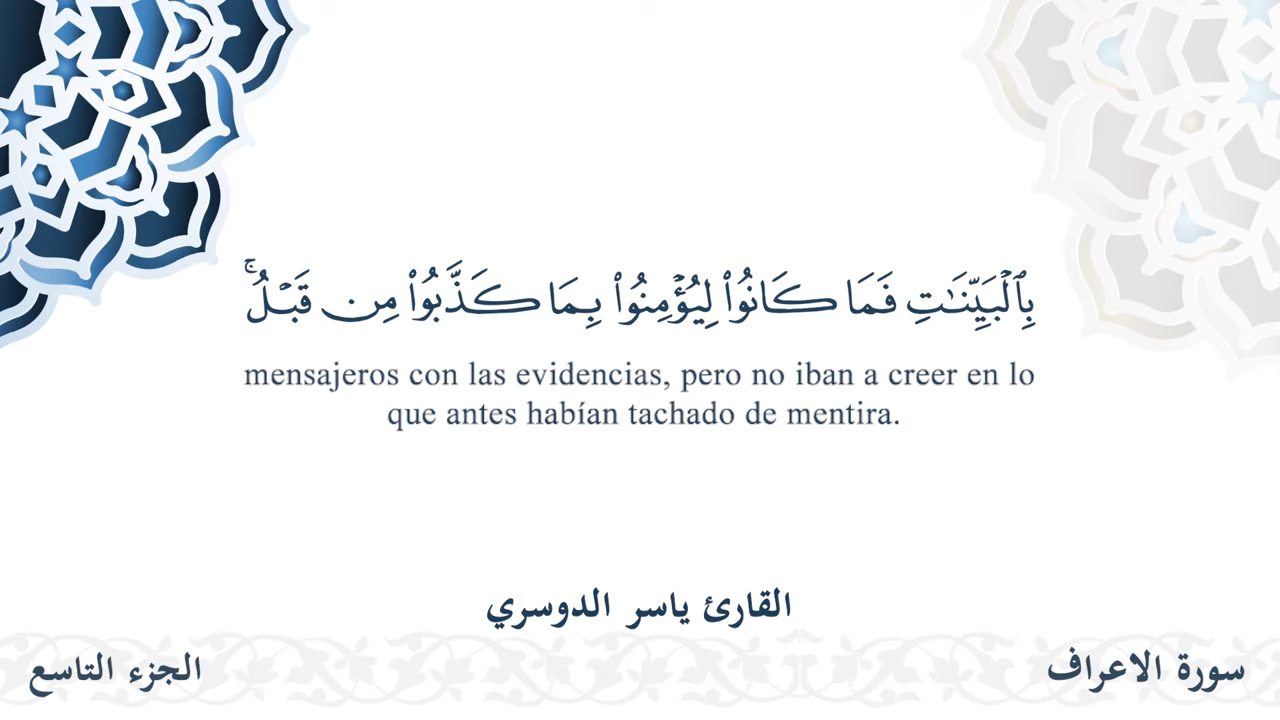 بِٱلۡبَيِّنَٰتِ فَمَا كَانُواْ لِيُؤۡمِنُواْ بِمَا كَذَّبُواْ مِن قَبۡلُۚ
mensajeros con las evidencias, pero no iban a creer en lo
que antes habían tachado de mentira.
القارئ ياسر الدوسري
سورة الاعراف
الجزء التاسع